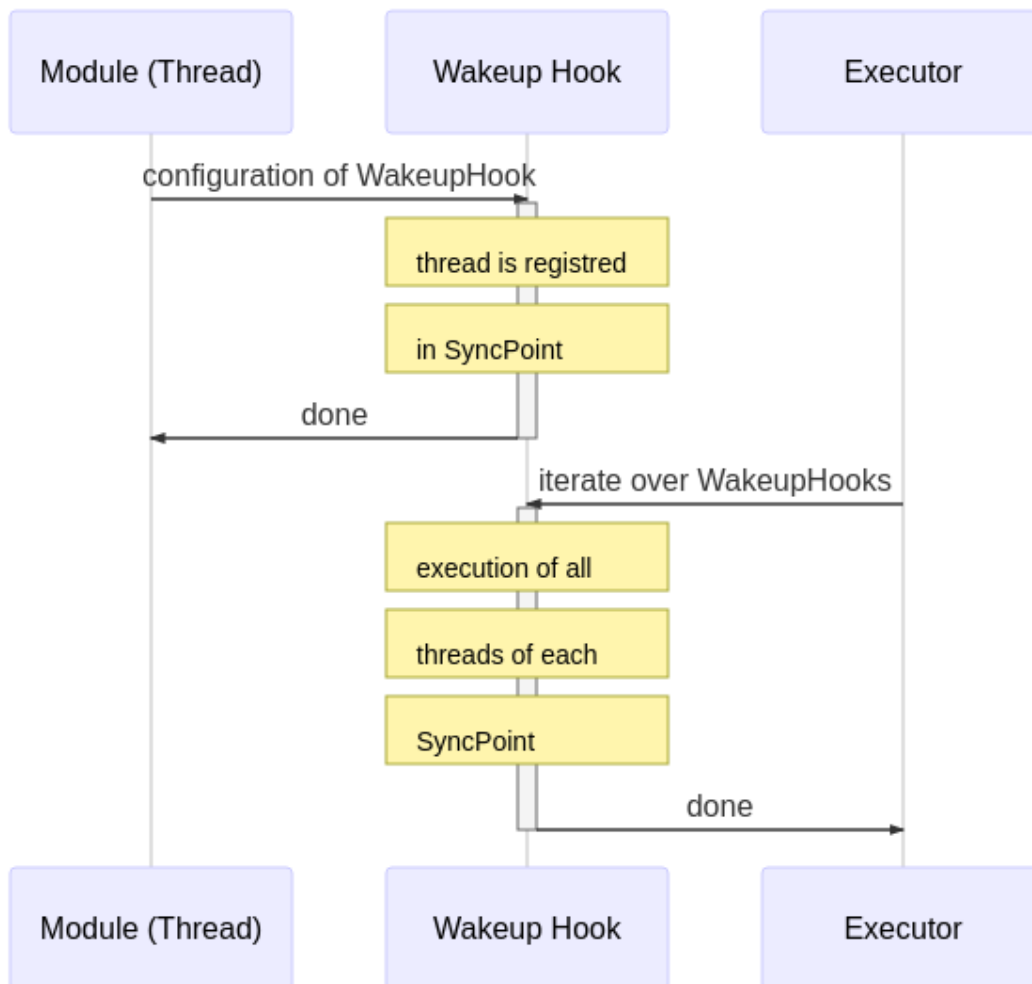 Module (Thread) Wakeup Hook Executor
configuration of WakeupHook
thread is registred
in SyncPoint
done
iterate over WakeupHooks
execution of all
threads of each
SyncPoint
done
Module (Thread) Wakeup Hook Executor